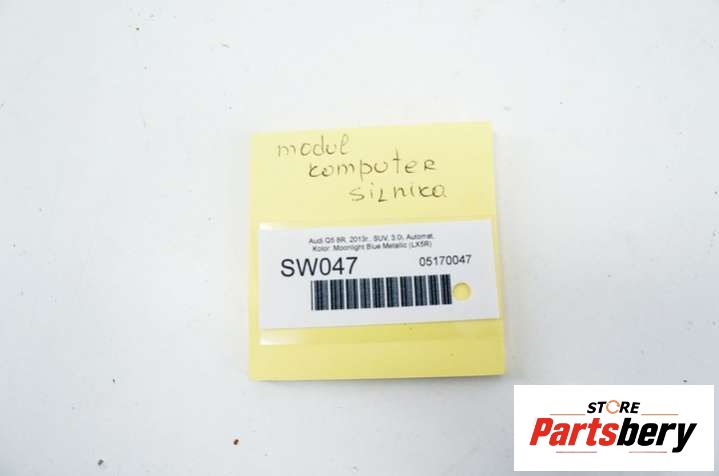 moduł
komputer
silnika
Audi Q5 8R, 2013r., SUV, 3.0i, Automat,
Kolor: Moonlight Blue Metallic (LX5R)
SW047 05170047
STORE
Partsbery